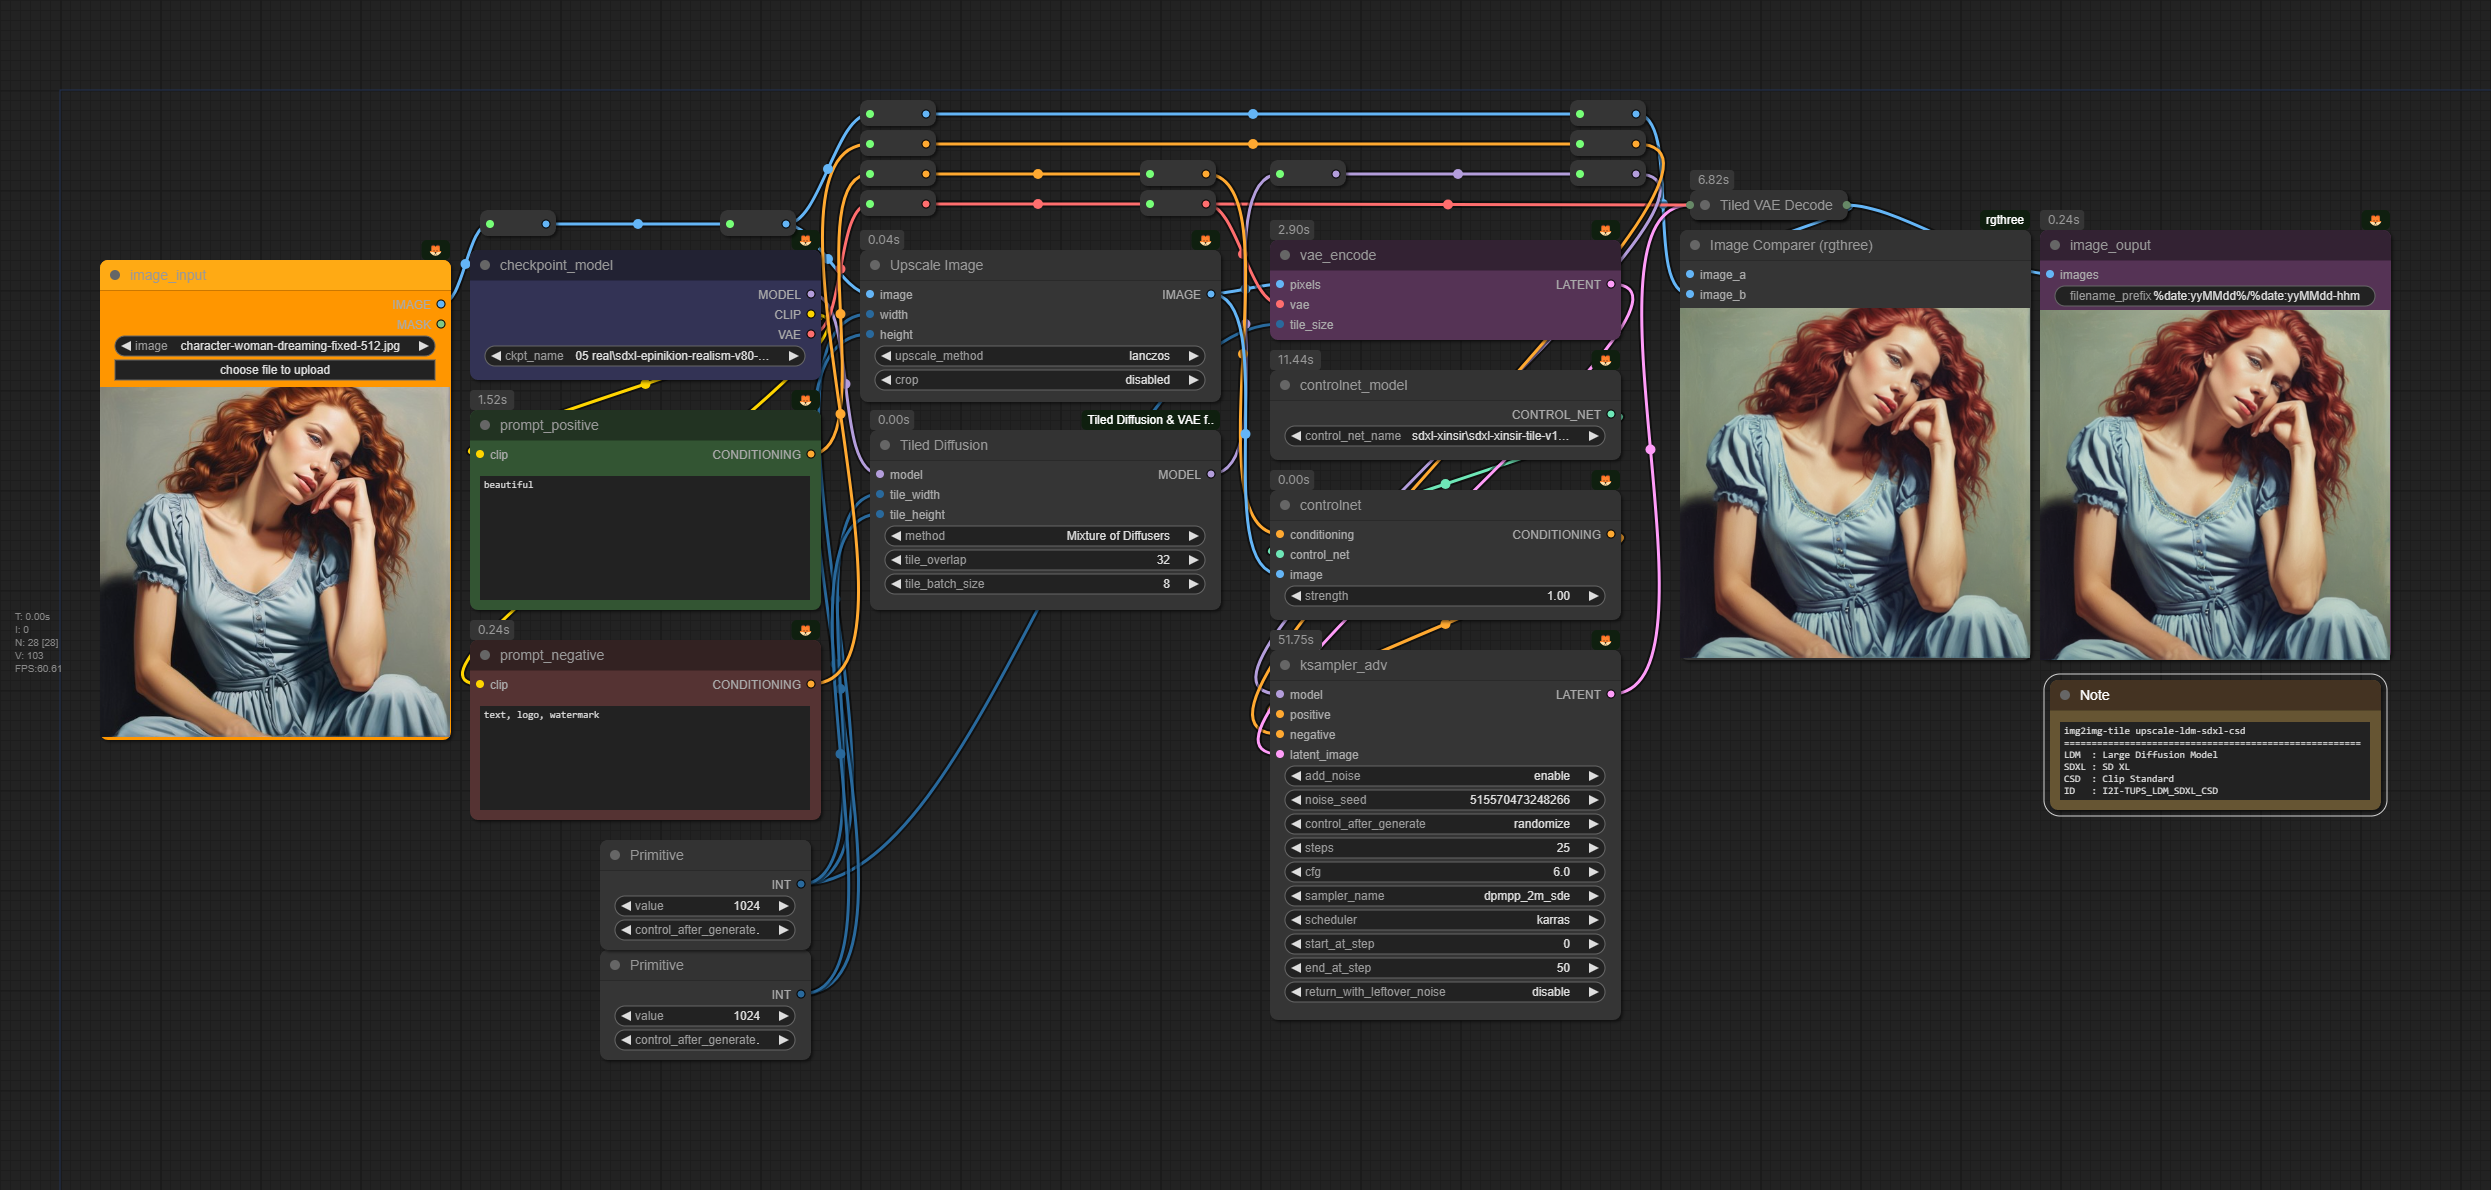 image_input
IMAGE
MASK
image character-woman-dreaming-fixed-512.jpg
choose file to upload
T: 0.00s
I: 0
N: 28 [28]
V: 103
FPS:60.61
checkpoint_model
MODEL
CLIP
VAE
ckpt_name 05 real\sdxl-epinikion-realism-v80-...
1.52s
prompt_positive
clip CONDITIONING
beautiful
0.24s
prompt_negative
clip CONDITIONING
text, logo, watermark
Primitive
INT
value 1024
control_after_generate.
Primitive
INT
value 1024
control_after_generate.
0.04s
Upscale Image
image IMAGE
width
height
upscale_method lanczos
crop disabled
0.00s Tiled Diffusion & VAE f..
Tiled Diffusion
model MODEL
tile_width
tile_height
method Mixture of Diffusers
tile_overlap 32
tile_batch_size 8
2.90s
vae_encode
pixels LATENT
vae
tile_size
11.44s
controlnet_model
CONTROL_NET
control_net_name sdxl-xinsir\sdxl-xinsir-tile-v1...
0.00s
controlnet
conditioning CONDITIONING
control_net
image
strength 1.00
51.75s
ksampler_adv
model LATENT
positive
negative
latent_image
add_noise enable
noise_seed 515570473248266
control_after_generate randomize
steps 25
cfg 6.0
sampler_name dpmpp_2m_sde
scheduler karras
start_at_step 0
end_at_step 50
return_with_leftover_noise disable
6.82s
Tiled VAE Decode
rgthree
Image Comparer (rgthree)
image_a
image_b
0.24s
image_ouput
images
filename_prefix %date:yyMMdd%/%date:yyMMdd-hhm
Note
img2img-tile upscale-ldm-sdxl-csd
======================================================
LDM : Large Diffusion Model
SDXL : SD XL
CSD : Clip Standard
ID : I2I-TUPS_LDM_SDXL_CSD